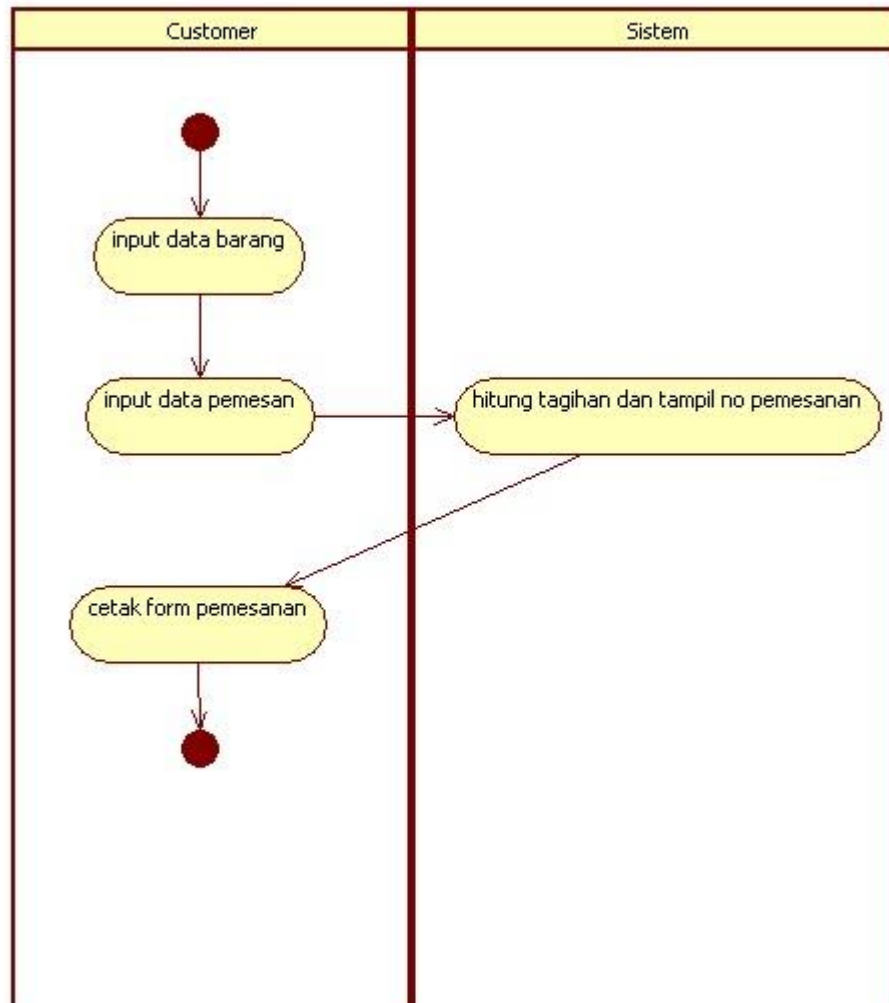 Customer
Sistem
input data barang
input data pemesan
hitung tagihan dan tampil no pemesanan
cetak form pemesanan